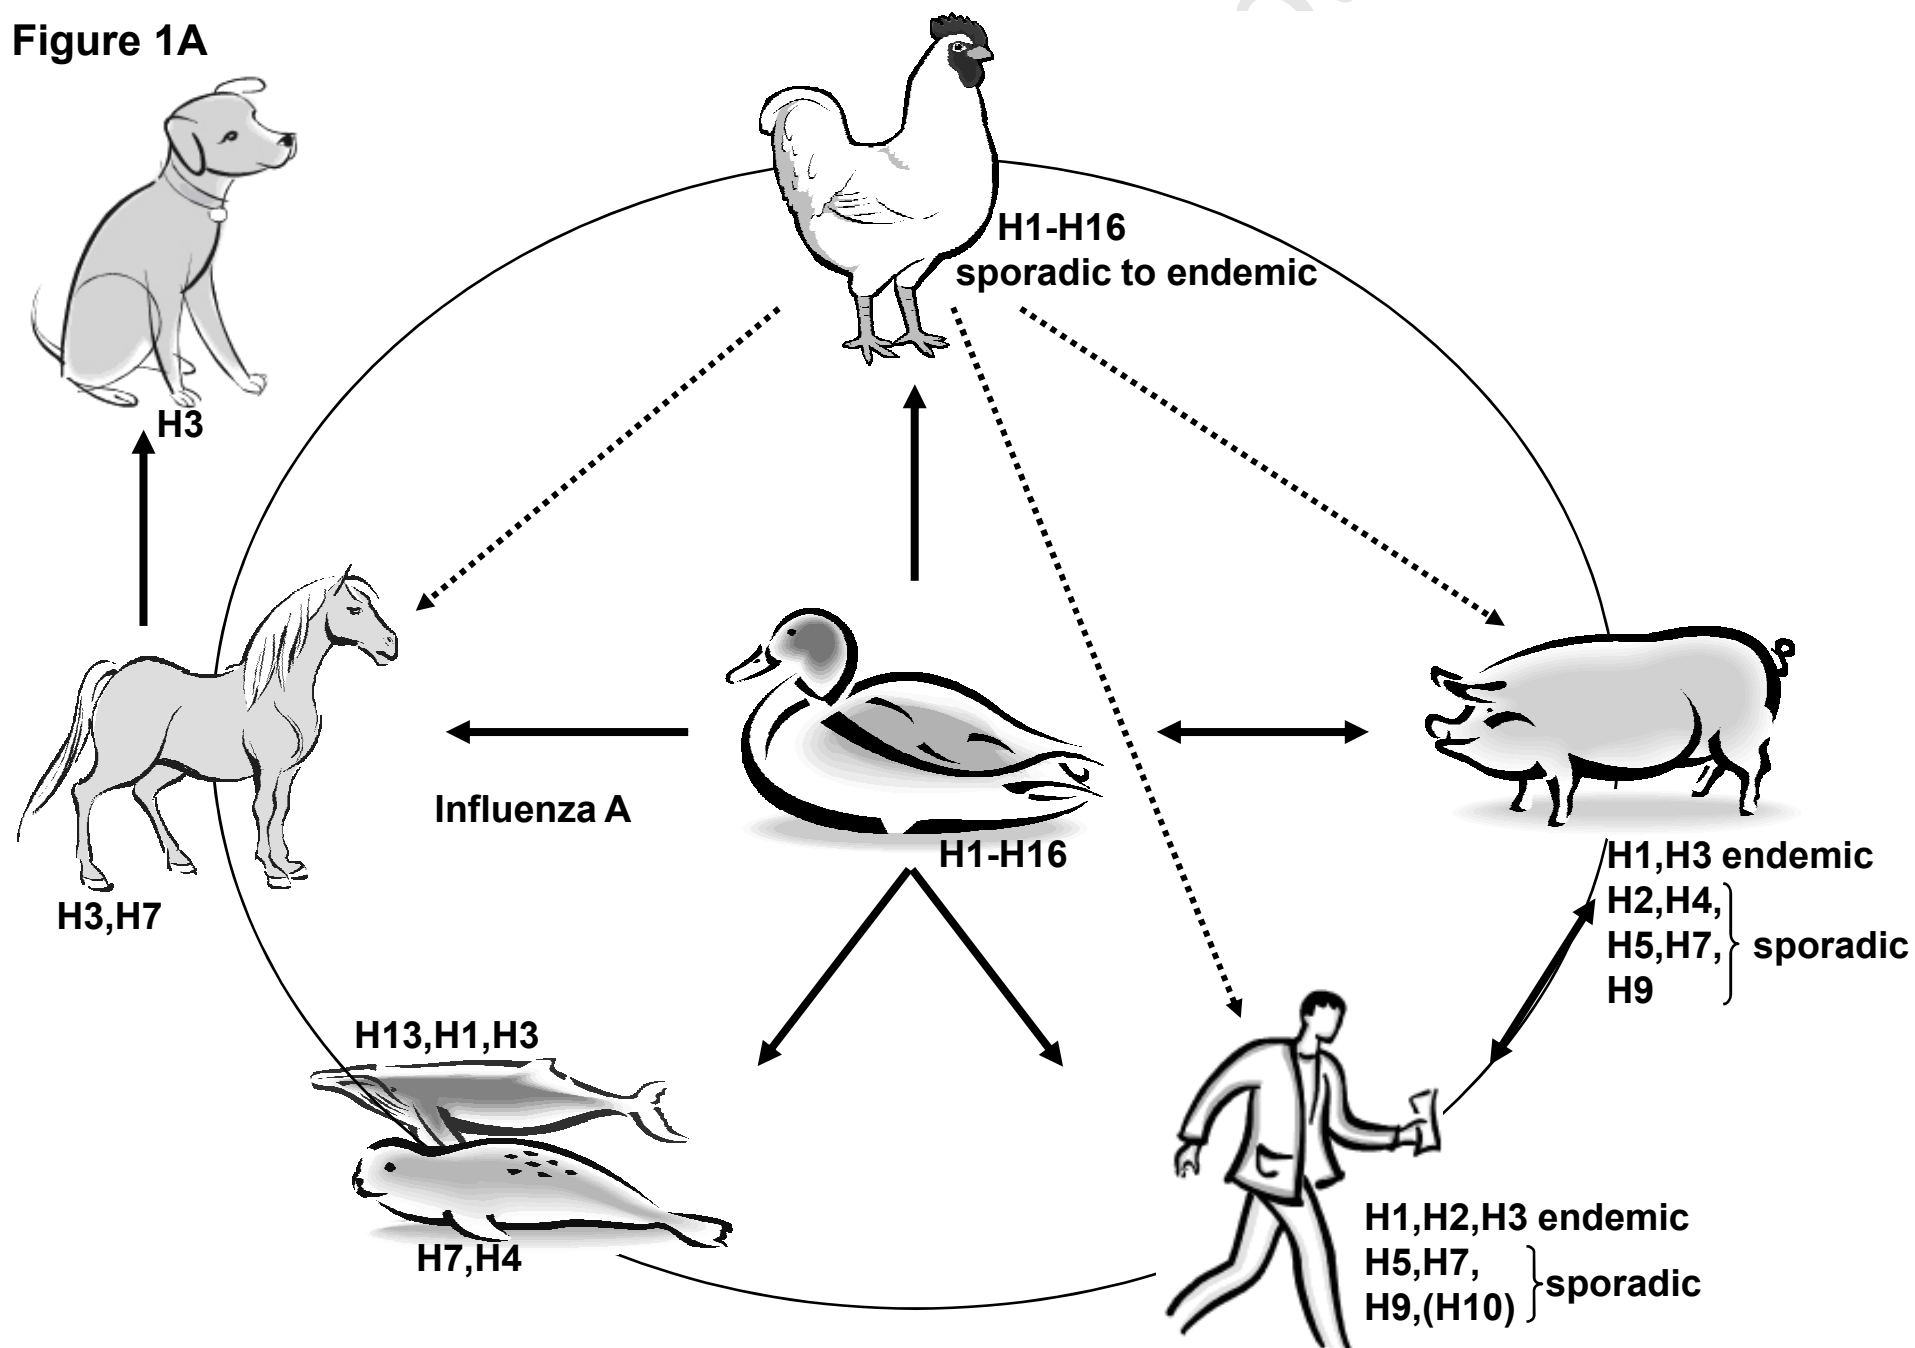 Figure 1A
H1-H16
sporadic to endemic
H3
Influenza A
H1-H16
H1,H3 endemic
H2,H4,
H5,H7,
sporadic
H9
H3,H7
H13,H1,H3
H7,H4
H1,H2,H3 endemic
H5,H7,
sporadic
H9,(H10)